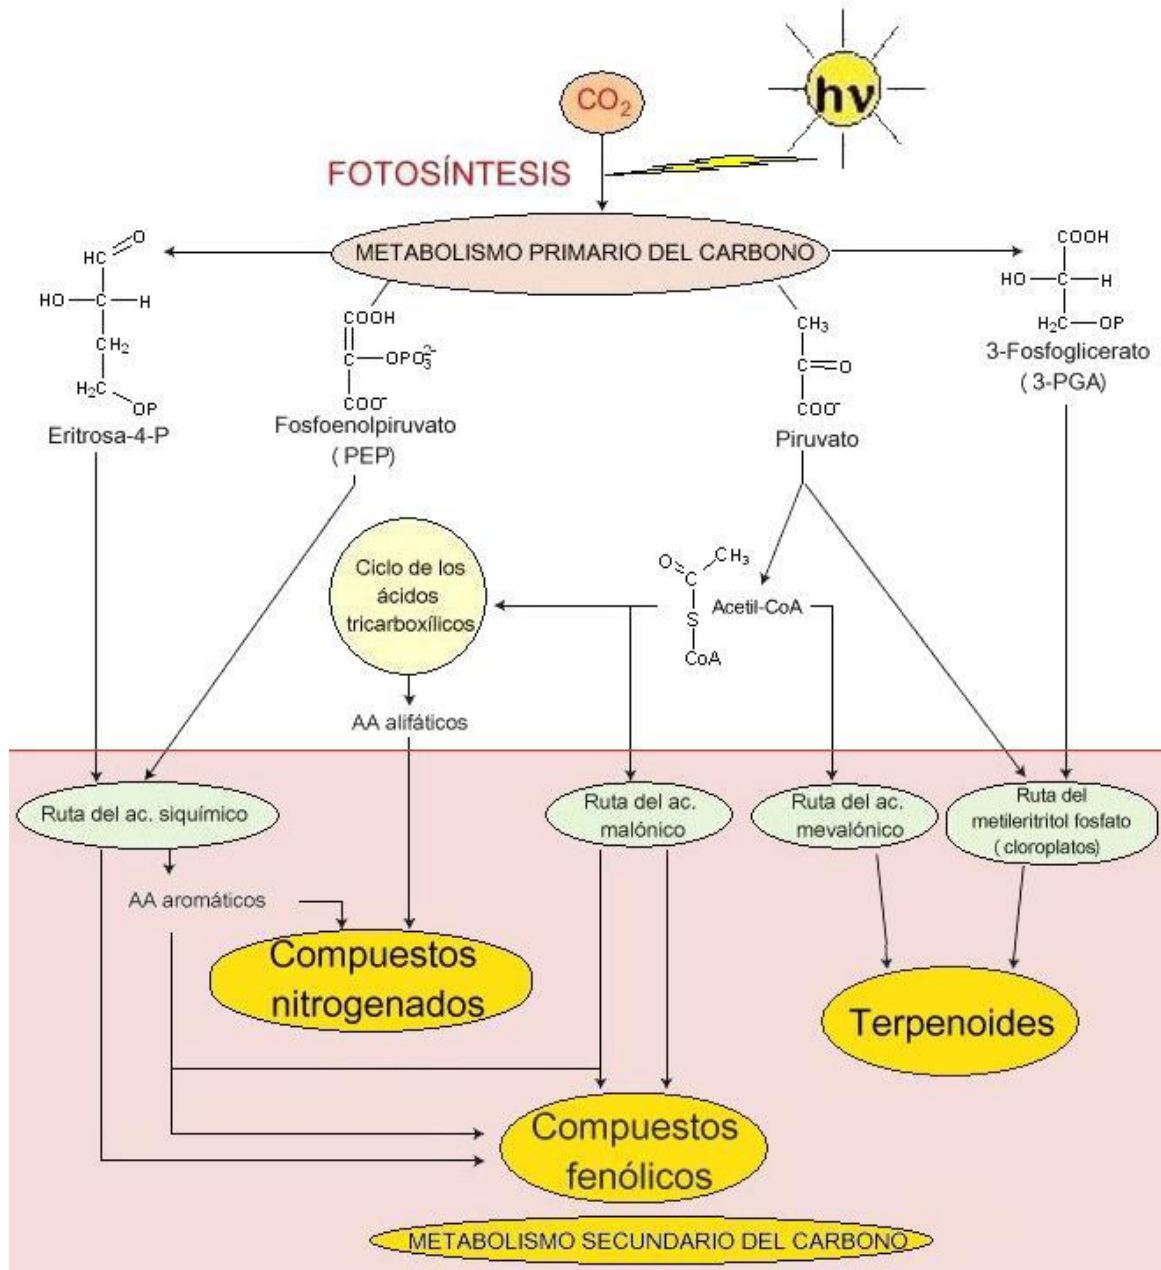 CO2
hν
FOTOSÍNTESIS
METABOLISMO PRIMARIO DEL CARBONO
O
HC
HO—C—H
CH2
H2C
OP
Eritrosa-4-P
COOH
C—OPO3 2-
COO-
Fosfoenolpiruvato
( PEP)
CH3
C=O
COO-
Piruvato
COOH
HO—C—H
H2C—OP
3-Fosfoglicerato
( 3-PGA)
Ciclo de los
ácidos
tricarboxílicos
O
CH3
C
S
CoA
Acetil-CoA
AA alifáticos
Ruta del ac. siquímico
Ruta del ac.
malónico
Ruta del ac.
mevalónico
Ruta del
metileritritol fosfato
( cloroplatos)
AA aromáticos
Compuestos
nitrogenados
Terpenoides
Compuestos
fenólicos
METABOLISMO SECUNDARIO DEL CARBONO